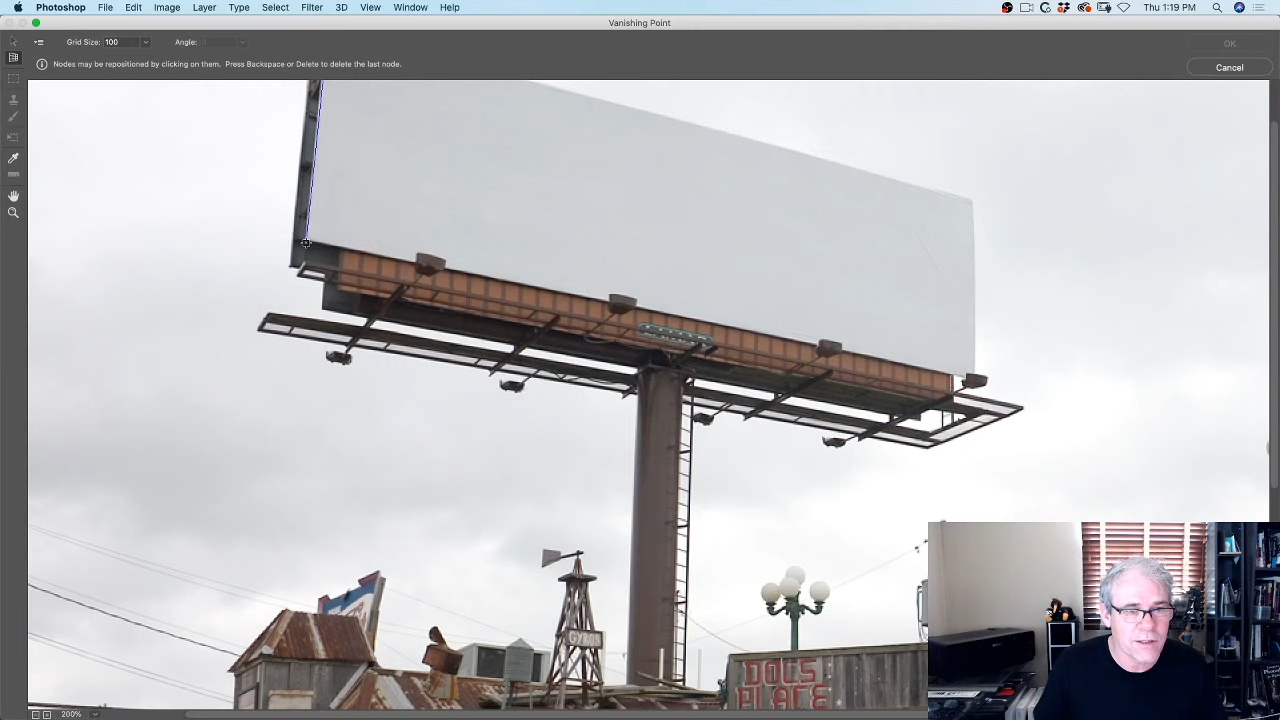 Photoshop File Edit Image Layer Type Select Filter 3D View Window Help Thu 1:19 PM
Vanishing Point
Grid Size: 100 Angle: OK
Nodes may be repositioned by clicking on them. Press Backspace or Delete to delete the last node. Cancel
GYROS
DOC'S
PLACE
200%